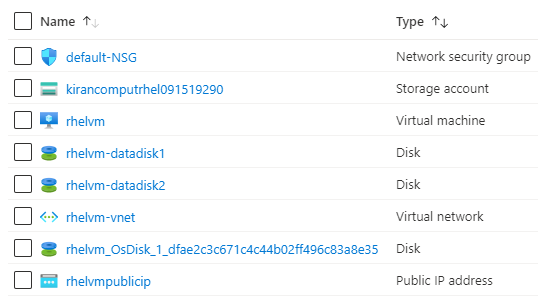 Name ↑↓ Type ↑↓
default-NSG Network security group
kirancomputrhel091519290 Storage account
rhelvm Virtual machine
rhelvm-datadisk1 Disk
rhelvm-datadisk2 Disk
rhelvm-vnet Virtual network
rhelvm_OsDisk_1_dfae2c3c671c4c44b02ff496c83a8e35 Disk
rhelvmpublicip Public IP address